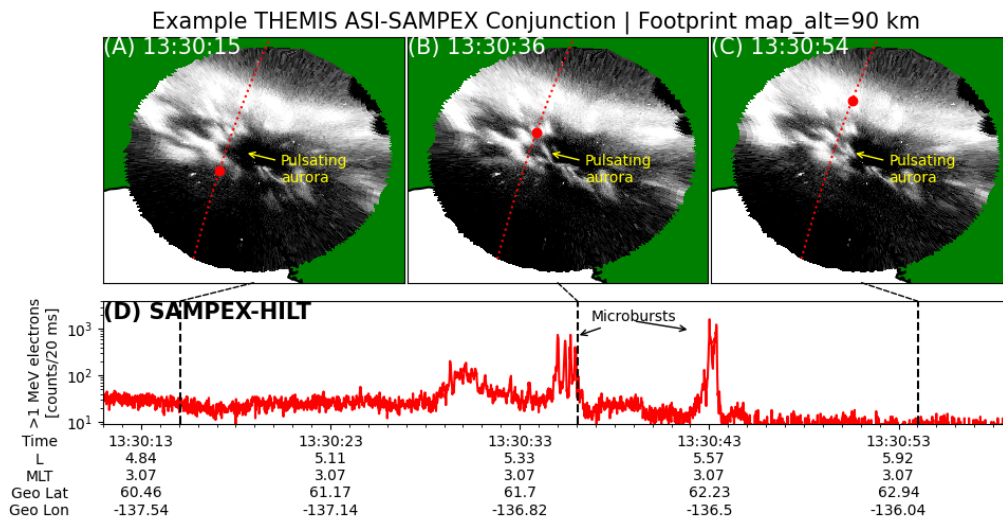 Example THEMIS ASI-SAMPEX Conjunction | Footprint map_alt=90 km
(A) 13:30:15
(B) 13:30:36
(C) 13:30:54
Pulsating
aurora
Pulsating
aurora
Pulsating
aurora
(D) SAMPEX-HILT
Microbursts
>1 MeV electrons
[counts/20 ms]
10³
10²
10¹
Time 13:30:13 13:30:23 13:30:33 13:30:43 13:30:53
L 4.84 5.11 5.33 5.57 5.92
MLT 3.07 3.07 3.07 3.07 3.07
Geo Lat 60.46 61.17 61.7 62.23 62.94
Geo Lon -137.54 -137.14 -136.82 -136.5 -136.04